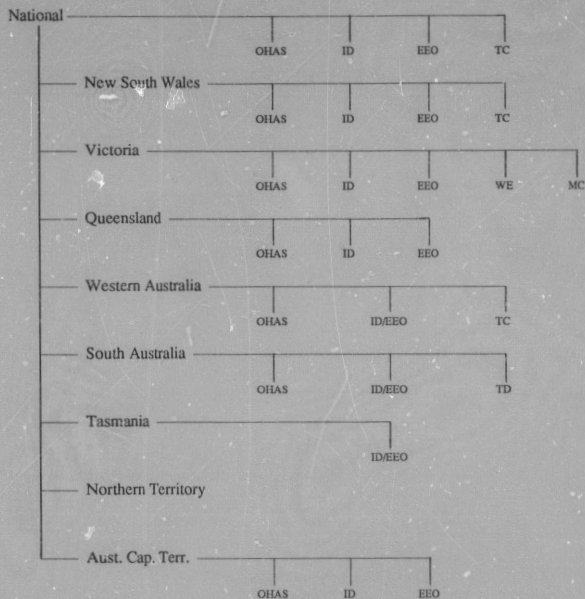 National
OHAS ID EEO TC
New South Wales
OHAS ID EEO TC
Victoria
OHAS ID EEO WE MC
Queensland
OHAS ID EEO
Western Australia
OHAS ID/EEO TC
South Australia
OHAS ID/EEO TD
Tasmania
ID/EEO
Northern Territory
Aust. Cap. Terr.
OHAS ID EEO